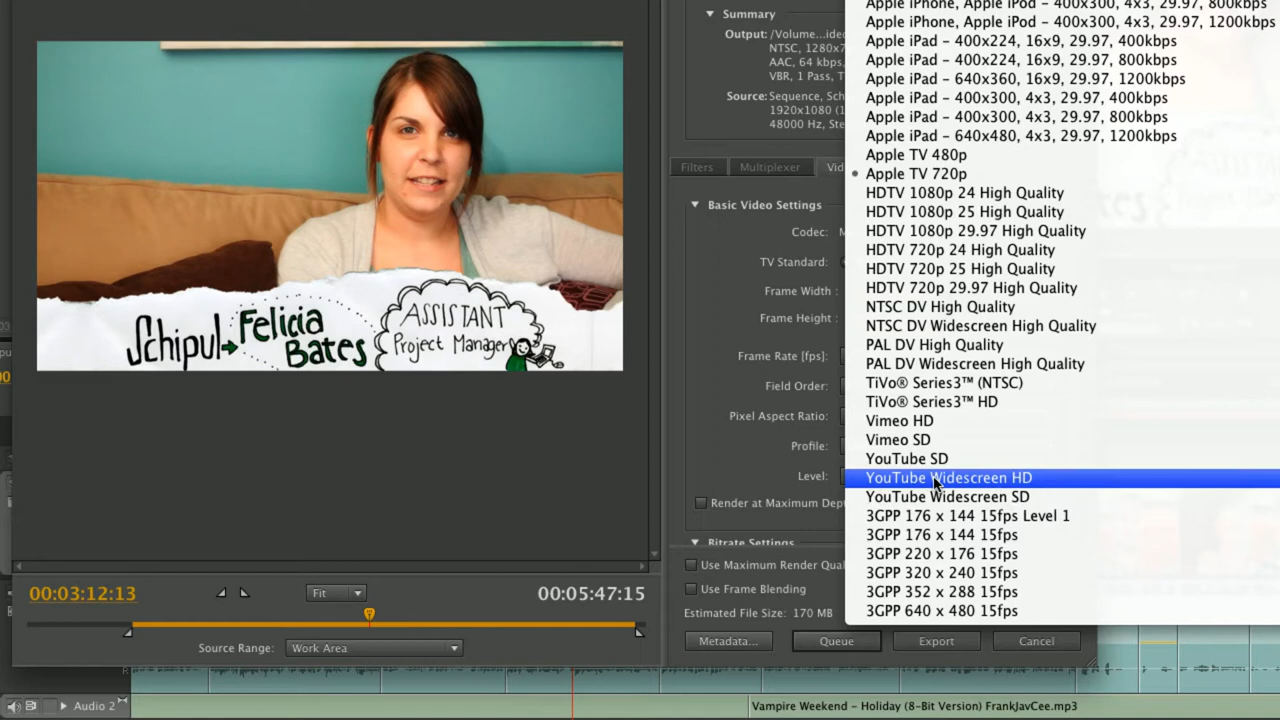 Summary
Output: /Volume...ide
NTSC, 1280x7
AAC, 64 kbps,
VBR, 1 Pass, T
Source: Sequence, Sch
1920x1080 (1
48000 Hz, Ste
Filters Multiplexer Vid
Basic Video Settings
Codec:
TV Standard:
Frame Width :
Frame Height :
Frame Rate [fps]:
Field Order:
Pixel Aspect Ratio:
Profile:
Level:
Render at Maximum Dept
Bitrate Settings
Use Maximum Render Qual
Use Frame Blending
Estimated File Size: 170 MB
Metadata... Queue Export Cancel
Apple iPhone, Apple iPod – 400x300, 4x3, 29.97, 800kbps
Apple iPhone, Apple iPod – 400x300, 4x3, 29.97, 1200kbps
Apple iPad – 400x224, 16x9, 29.97, 400kbps
Apple iPad – 400x224, 16x9, 29.97, 800kbps
Apple iPad – 640x360, 16x9, 29.97, 1200kbps
Apple iPad – 400x300, 4x3, 29.97, 400kbps
Apple iPad – 400x300, 4x3, 29.97, 800kbps
Apple iPad – 640x480, 4x3, 29.97, 1200kbps
Apple TV 480p
Apple TV 720p
HDTV 1080p 24 High Quality
HDTV 1080p 25 High Quality
HDTV 1080p 29.97 High Quality
HDTV 720p 24 High Quality
HDTV 720p 25 High Quality
HDTV 720p 29.97 High Quality
NTSC DV High Quality
NTSC DV Widescreen High Quality
PAL DV High Quality
PAL DV Widescreen High Quality
TiVo® Series3™ (NTSC)
TiVo® Series3™ HD
Vimeo HD
Vimeo SD
YouTube SD
YouTube Widescreen HD
YouTube Widescreen SD
3GPP 176 x 144 15fps Level 1
3GPP 176 x 144 15fps
3GPP 220 x 176 15fps
3GPP 320 x 240 15fps
3GPP 352 x 288 15fps
3GPP 640 x 480 15fps
Schipul
Felicia
Bates
ASSISTANT
Project Manager
00:03:12:13 Fit 00:05:47:15
Source Range: Work Area
Audio 2 Vampire Weekend – Holiday (8-Bit Version) FrankJavCee.mp3